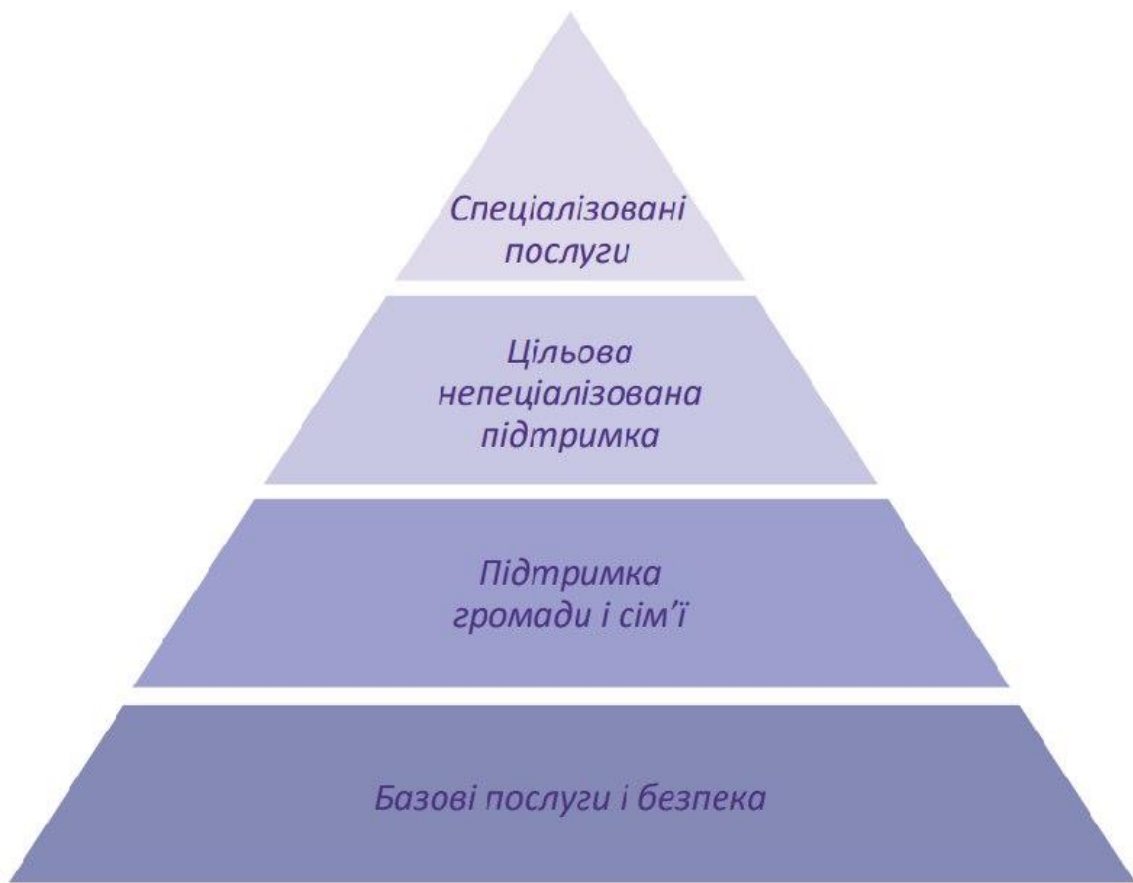 Спеціалізовані
послуги
Цільова
непеціалізована
підтримка
Підтримка
громади і сім’ї
Базові послуги і безпека